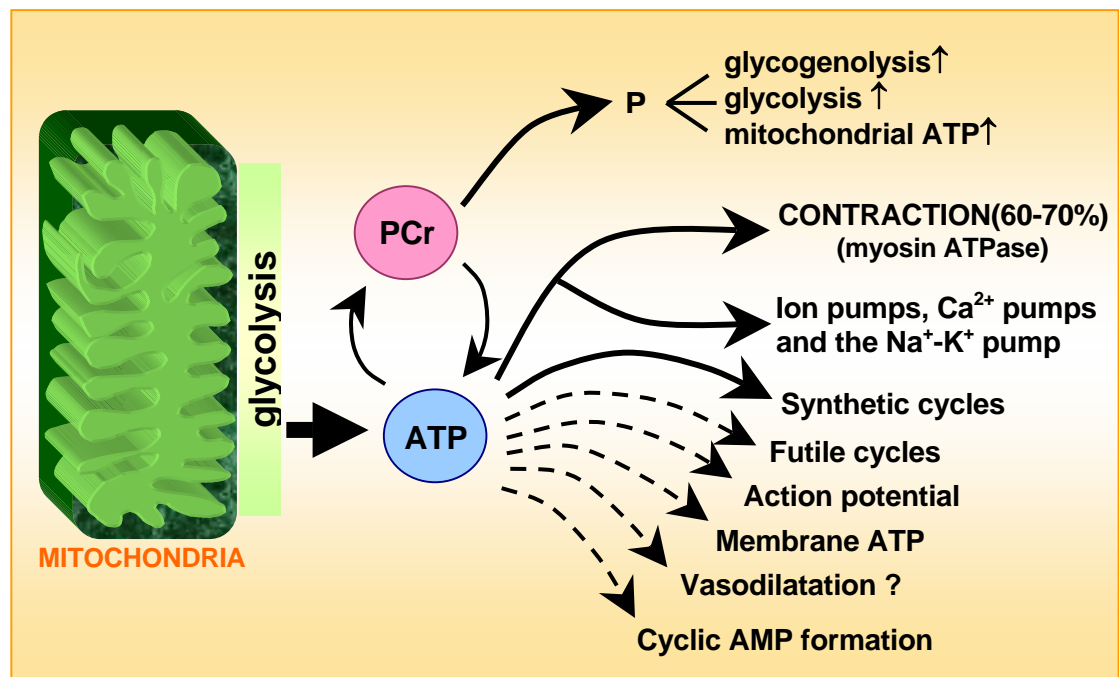 glycogenolysis↑
P
glycolysis ↑
mitochondrial ATP↑
PCr
CONTRACTION(60-70%)
(myosin ATPase)
glycolysis
Ion pumps, Ca²⁺ pumps
and the Na⁺-K⁺ pump
ATP
Synthetic cycles
Futile cycles
Action potential
Membrane ATP
MITOCHONDRIA
Vasodilatation ?
Cyclic AMP formation